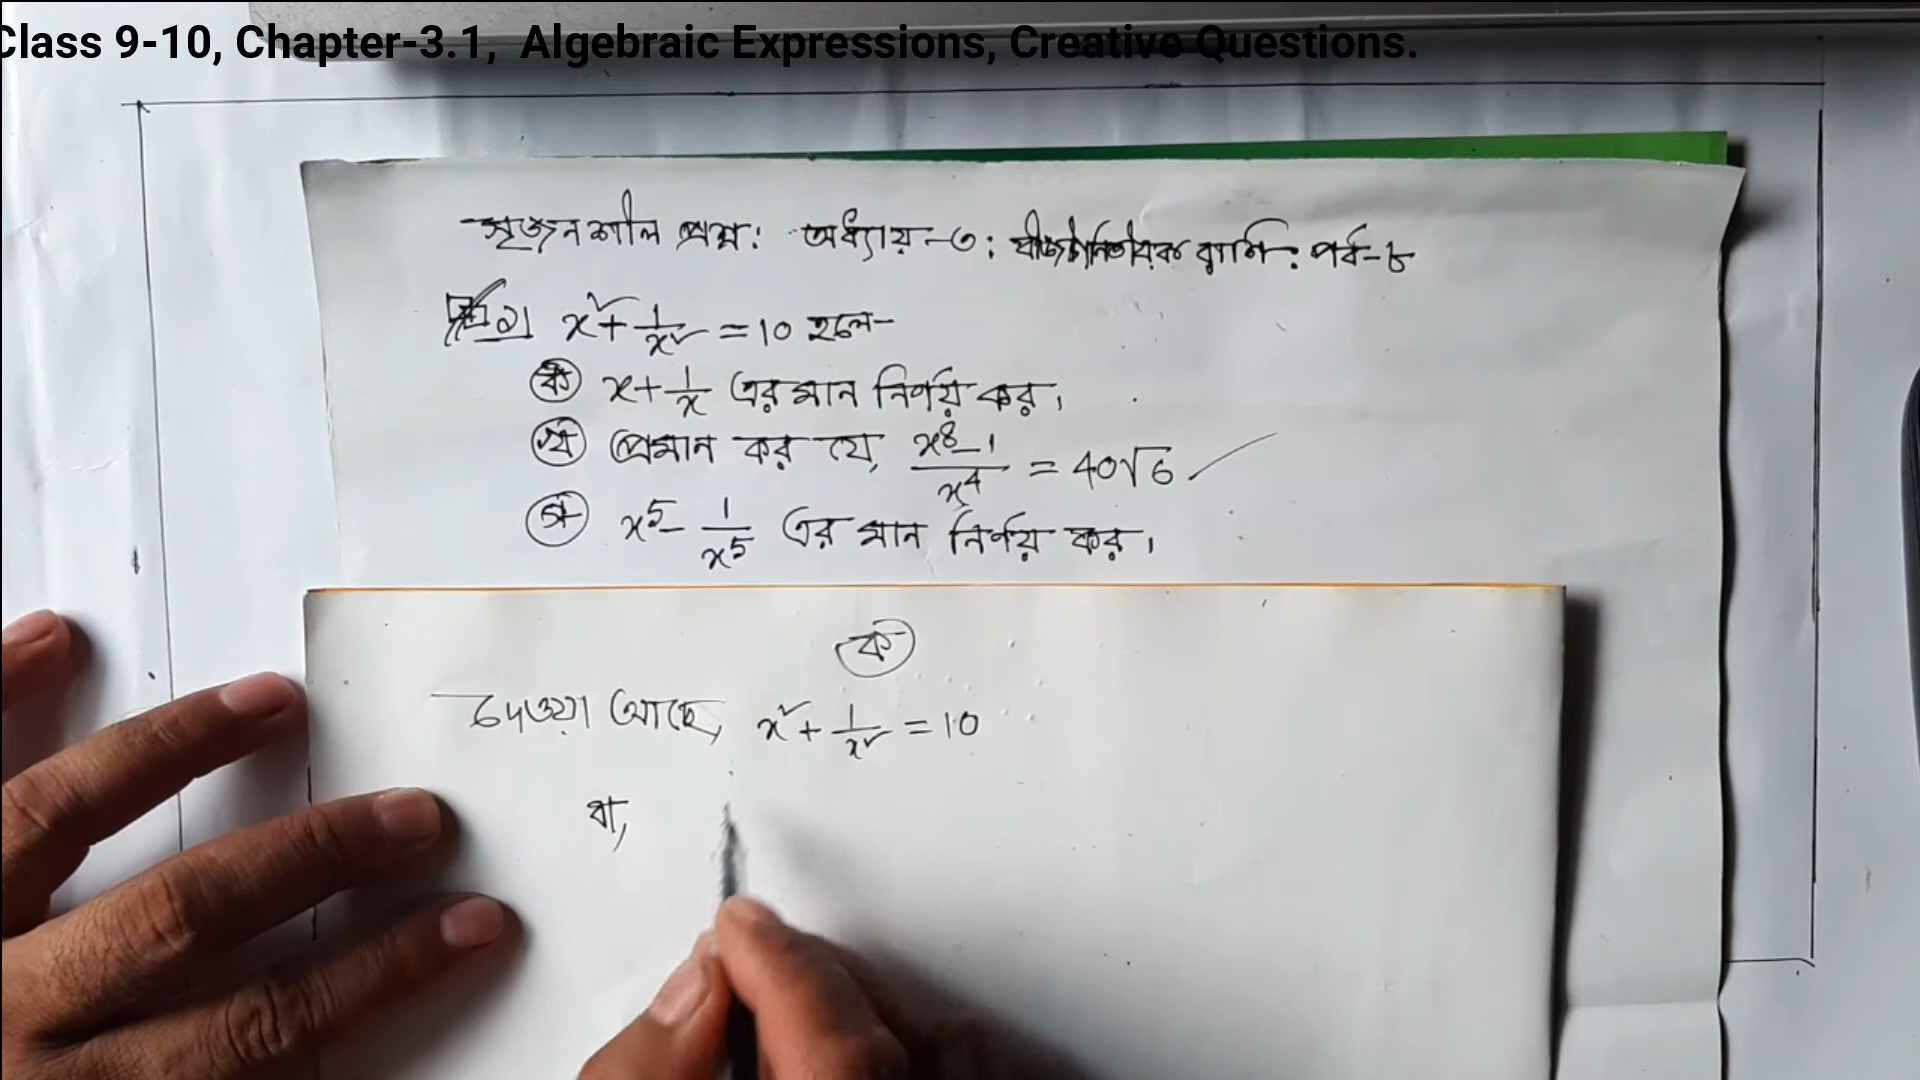 Class 9-10, Chapter-3.1, Algebraic Expressions, Creative Questions.
সৃজনশীল প্রশ্ন: অধ্যায়-৩: বীজগাণিতিক রাশি: পর্ব-৮
২। x² + 1/x² = 10 হলে-
ক x + 1/x এর মান নির্ণয় কর।
খ প্রমান কর যে, (x⁸ - 1)/x⁴ = 40√6
গ x⁵ - 1/x⁵ এর মান নির্ণয় কর।
ক
দেওয়া আছে, x² + 1/x² = 10
বা,